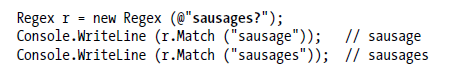 Regex r = new Regex (@"sausages?");
Console.WriteLine (r.Match ("sausage"));   // sausage
Console.WriteLine (r.Match ("sausages"));  // sausages